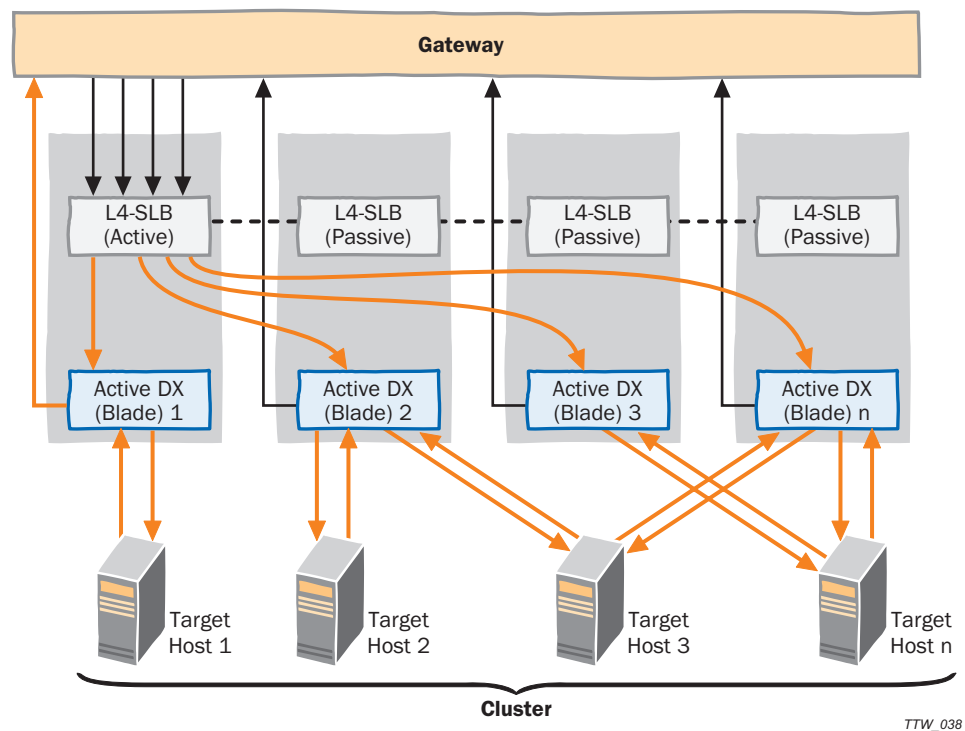 Gateway
L4-SLB
(Active)
L4-SLB
(Passive)
L4-SLB
(Passive)
L4-SLB
(Passive)
Active DX
(Blade) 1
Active DX
(Blade) 2
Active DX
(Blade) 3
Active DX
(Blade) n
Target
Host 1
Target
Host 2
Target
Host 3
Target
Host n
Cluster
TTW_038